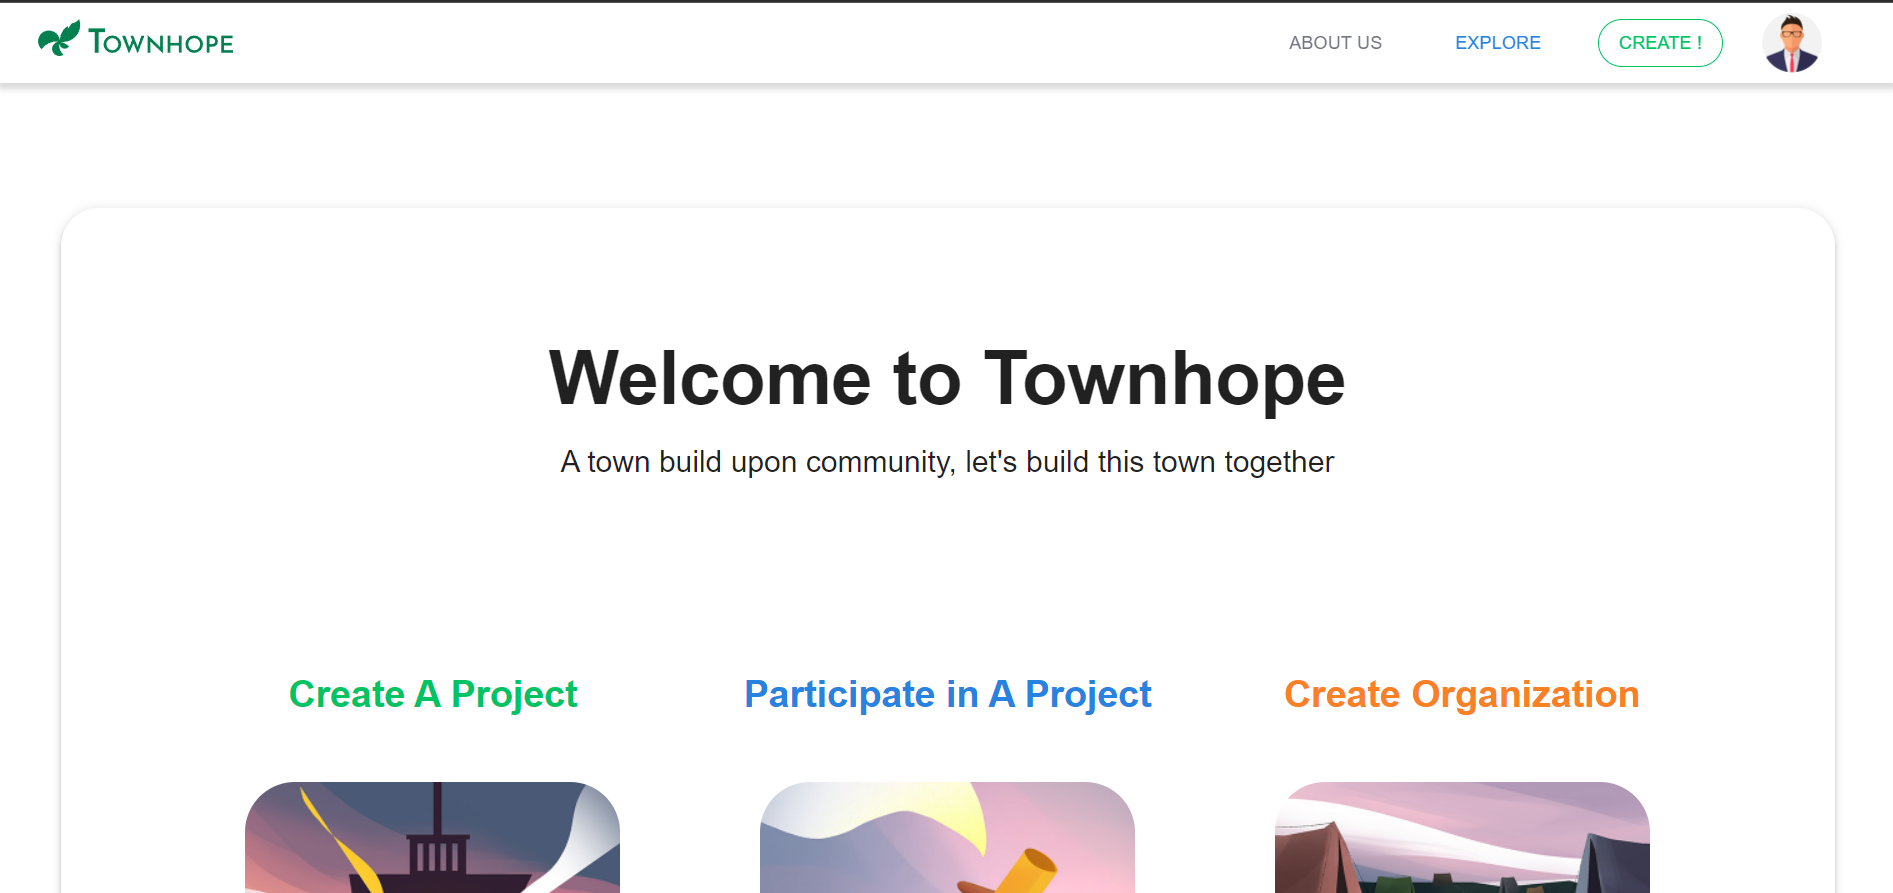 TOWNHOPE
ABOUT US
EXPLORE
CREATE !
Welcome to Townhope
A town build upon community, let's build this town together
Create A Project
Participate in A Project
Create Organization